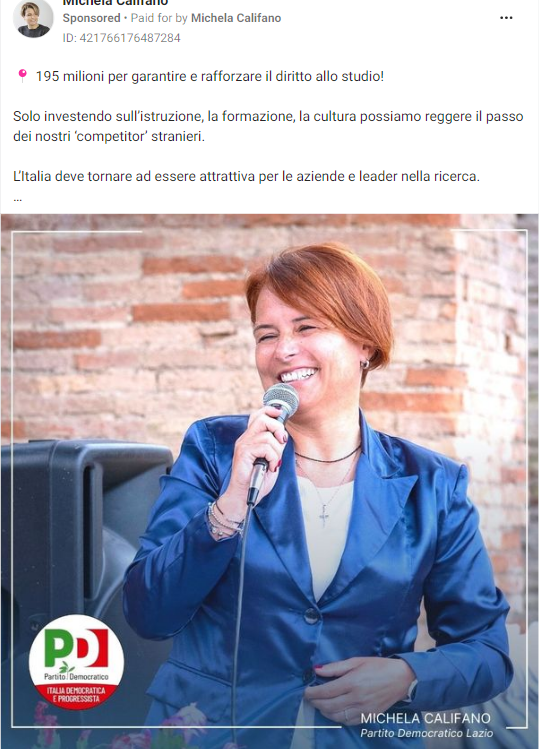 Michela Califano
Sponsored • Paid for by Michela Califano
ID: 421766176487284
195 milioni per garantire e rafforzare il diritto allo studio!
Solo investendo sull'istruzione, la formazione, la cultura possiamo reggere il passo
dei nostri ‘competitor’ stranieri.
L'Italia deve tornare ad essere attrattiva per le aziende e leader nella ricerca.
...
PD
Partito Democratico
ITALIA DEMOCRATICA
E PROGRESSISTA
MICHELA CALIFANO
Partito Democratico Lazio